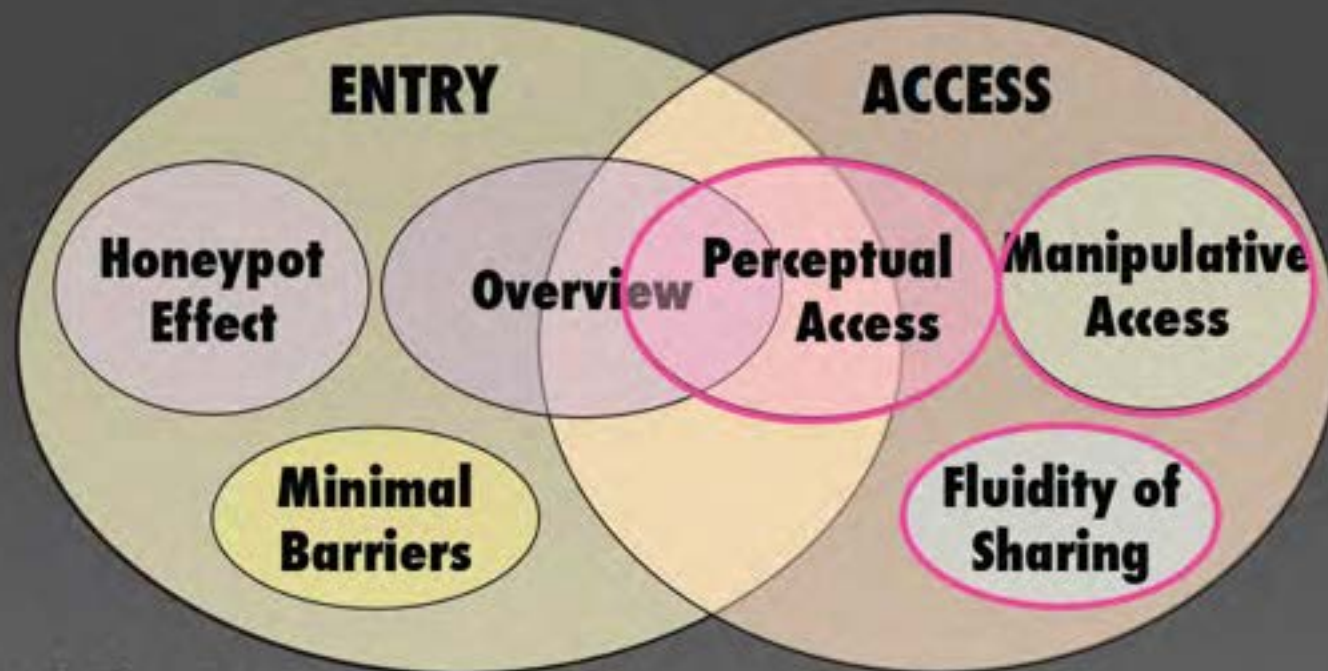 ENTRY
ACCESS
Honeypot
Effect
Overview
Perceptual
Access
Manipulative
Access
Minimal
Barriers
Fluidity of
Sharing